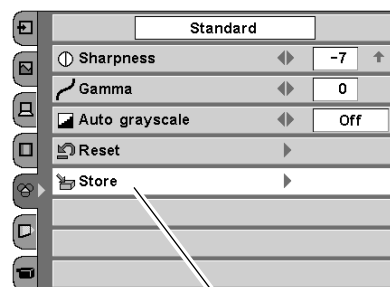 Standard
Sharpness -7
Gamma 0
Auto grayscale Off
Reset
Store